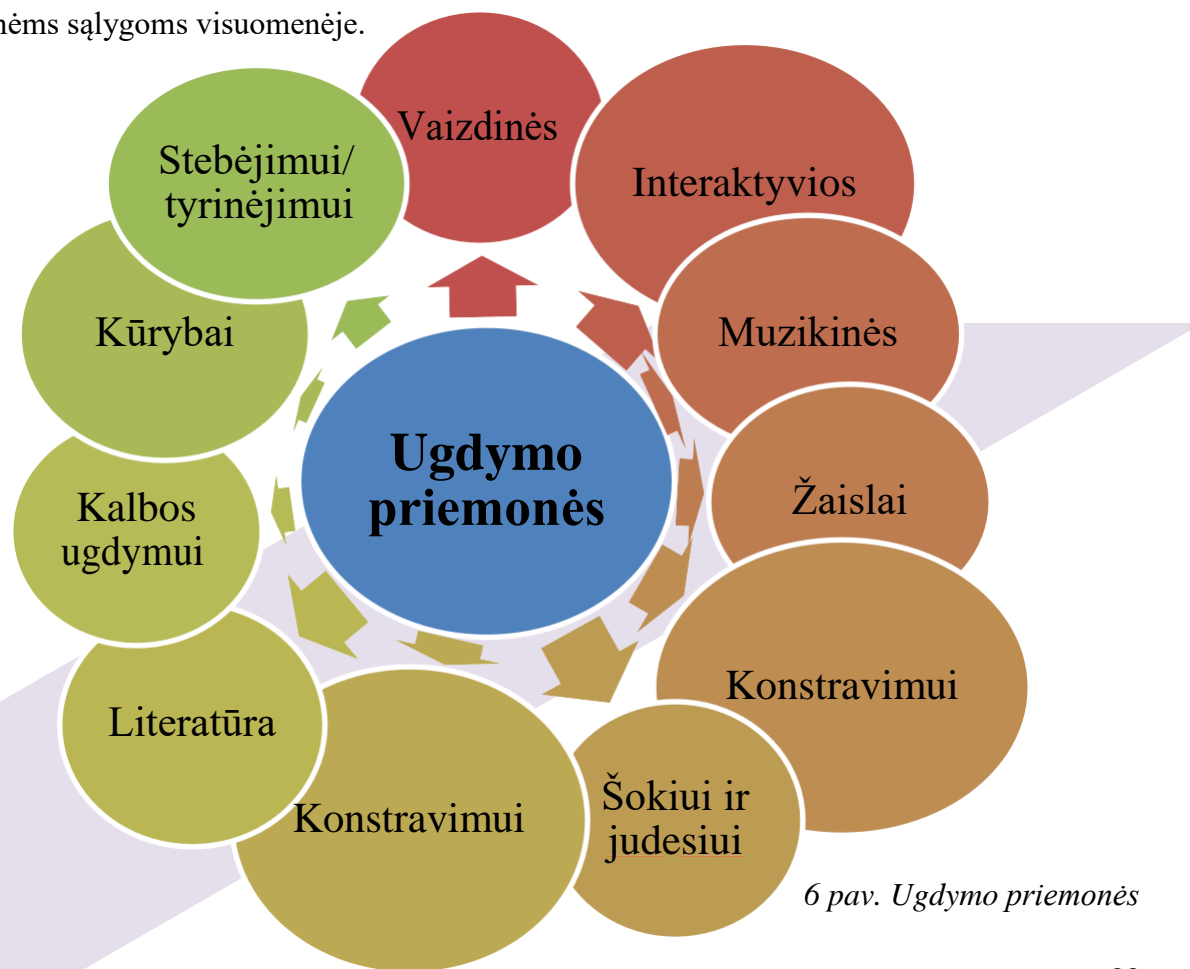 sąlygoms visuomenėje.
Vaizdinės
Interaktyvios
Muzikinės
Žaislai
Konstravimui
Šokiui ir
judesiui
Konstravimui
Literatūra
Kalbos
ugdymui
Kūrybai
Stebėjimui/
tyrinėjimui
Ugdymo
priemonės
6 pav. Ugdymo priemonės